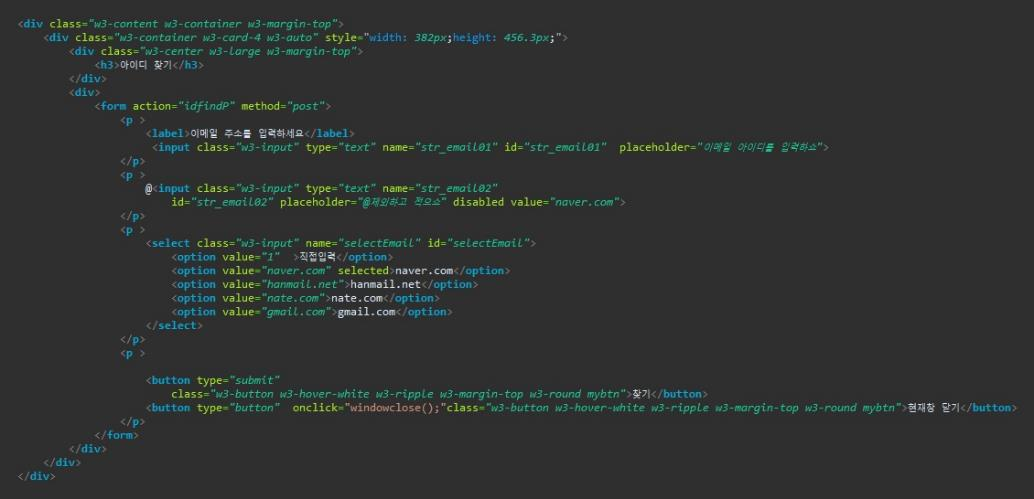 <div class="w3-content w3-container w3-margin-top">
<div class="w3-container w3-card-4 w3-auto" style="width: 382px;height: 456.3px;">
<div class="w3-center w3-large w3-margin-top">
<h3>아이디 찾기</h3>
</div>
<div>
<form action="idfindP" method="post">
<p >
<label>이메일 주소를 입력하세요</label>
<input class="w3-input" type="text" name="str_email01" id="str_email01"  placeholder="이메일 아이디를 입력하소">
</p>
<p >
@<input class="w3-input" type="text" name="str_email02"
id="str_email02" placeholder="@제외하고 적으소" disabled value="naver.com">
</p>
<p >
<select class="w3-input" name="selectEmail" id="selectEmail">
<option value="1"  >직접입력</option>
<option value="naver.com" selected>naver.com</option>
<option value="hanmail.net">hanmail.net</option>
<option value="nate.com">nate.com</option>
<option value="gmail.com">gmail.com</option>
</select>
</p>
<p >
<button type="submit"
class="w3-button w3-hover-white w3-ripple w3-margin-top w3-round mybtn">찾기</button>
<button type="button"  onclick="windowclose();"class="w3-button w3-hover-white w3-ripple w3-margin-top w3-round mybtn">현재창 닫기</button>
</p>
</form>
</div>
</div>
</div>